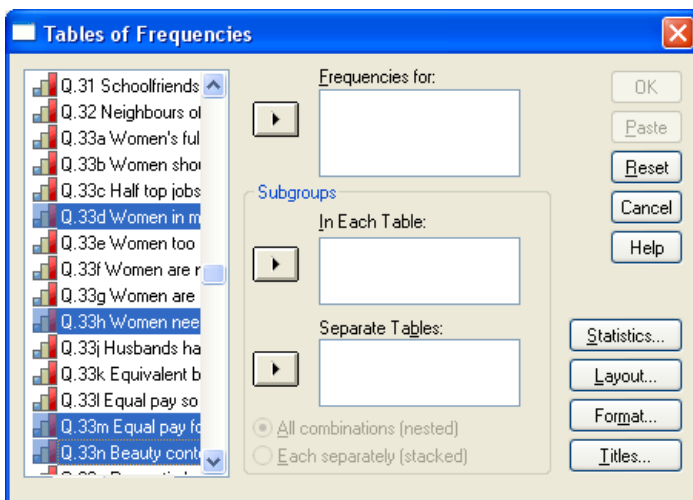 Tables of Frequencies
Q.31 Schoolfriends
Q.32 Neighbours of
Q.33a Women's ful
Q.33b Women shou
Q.33c Half top jobs
Q.33d Women in m
Q.33e Women too
Q.33f Women are r
Q.33g Women are
Q.33h Women nee
Q.33j Husbands ha
Q.33k Equivalent b
Q.33l Equal pay so
Q.33m Equal pay fo
Q.33n Beauty conte
Frequencies for:
Subgroups
In Each Table:
Separate Tables:
All combinations (nested)
Each separately (stacked)
OK
Paste
Reset
Cancel
Help
Statistics...
Layout...
Format...
Titles...